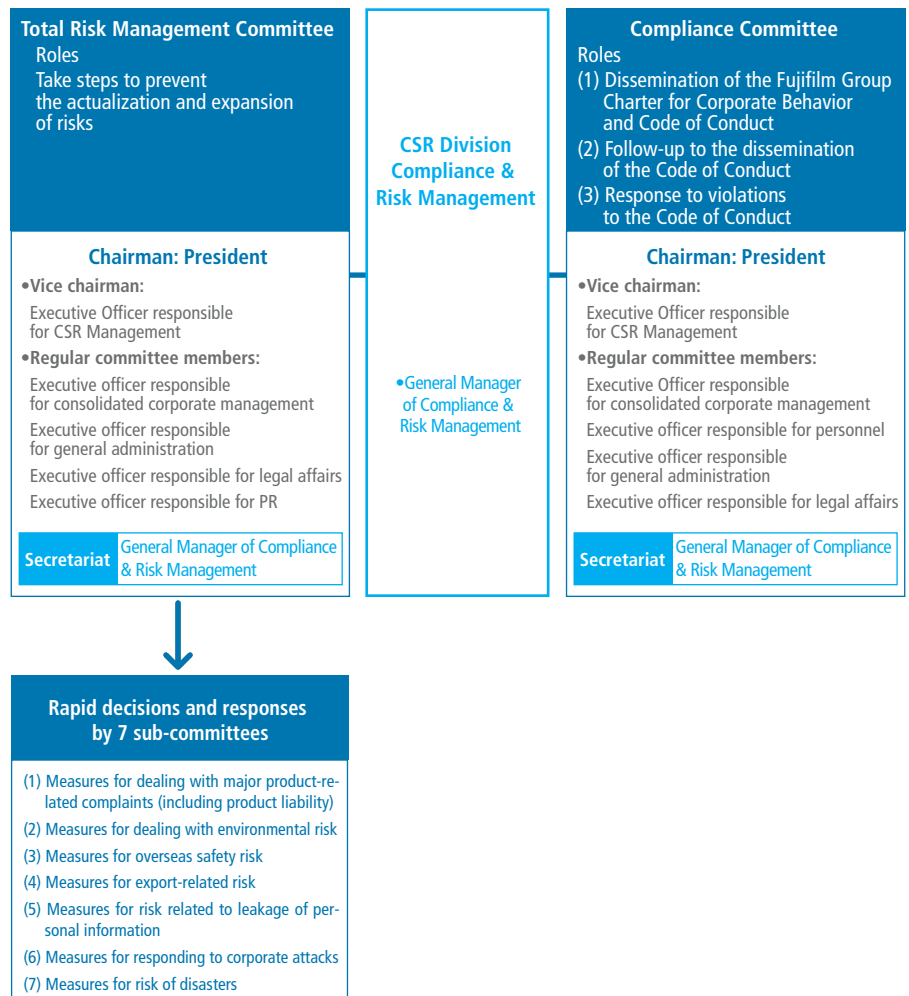 Total Risk Management Committee
Roles
Take steps to prevent
the actualization and expansion
of risks
Chairman: President
•Vice chairman:
Executive Officer responsible
for CSR Management
•Regular committee members:
Executive officer responsible
for consolidated corporate management
Executive officer responsible
for general administration
Executive officer responsible for legal affairs
Executive officer responsible for PR
Secretariat
General Manager of Compliance
& Risk Management
CSR Division
Compliance &
Risk Management
•General Manager
of Compliance &
Risk Management
Compliance Committee
Roles
(1) Dissemination of the Fujifilm Group
Charter for Corporate Behavior
and Code of Conduct
(2) Follow-up to the dissemination
of the Code of Conduct
(3) Response to violations
to the Code of Conduct
Chairman: President
•Vice chairman:
Executive Officer responsible
for CSR Management
•Regular committee members:
Executive Officer responsible
for consolidated corporate management
Executive officer responsible for personnel
Executive officer responsible
for general administration
Executive officer responsible for legal affairs
Secretariat
General Manager of Compliance
& Risk Management
Rapid decisions and responses
by 7 sub-committees
(1) Measures for dealing with major product-re-
lated complaints (including product liability)
(2) Measures for dealing with environmental risk
(3) Measures for overseas safety risk
(4) Measures for export-related risk
(5) Measures for risk related to leakage of per-
sonal information
(6) Measures for responding to corporate attacks
(7) Measures for risk of disasters